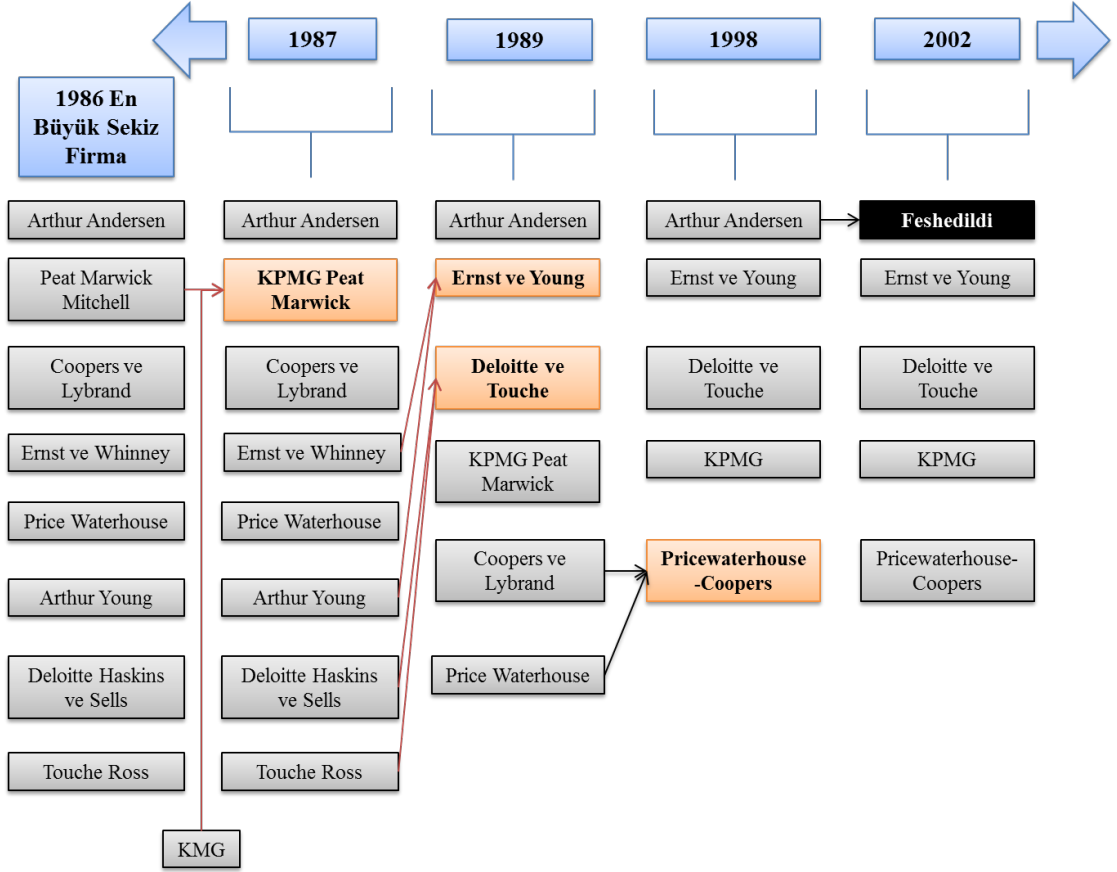 1987
1989
1998
2002
1986 En
Büyük Sekiz
Firma
Arthur Andersen
Arthur Andersen
Arthur Andersen
Arthur Andersen
Feshedildi
Peat Marwick
Mitchell
KPMG Peat
Marwick
Ernst ve Young
Ernst ve Young
Ernst ve Young
Coopers ve
Lybrand
Coopers ve
Lybrand
Deloitte ve
Touche
Deloitte ve
Touche
Deloitte ve
Touche
Ernst ve Whinney
Ernst ve Whinney
KPMG Peat
Marwick
KPMG
KPMG
Price Waterhouse
Price Waterhouse
Coopers ve
Lybrand
Pricewaterhouse
-Coopers
Pricewaterhouse-
Coopers
Arthur Young
Arthur Young
Deloitte Haskins
ve Sells
Deloitte Haskins
ve Sells
Price Waterhouse
Touche Ross
Touche Ross
KMG